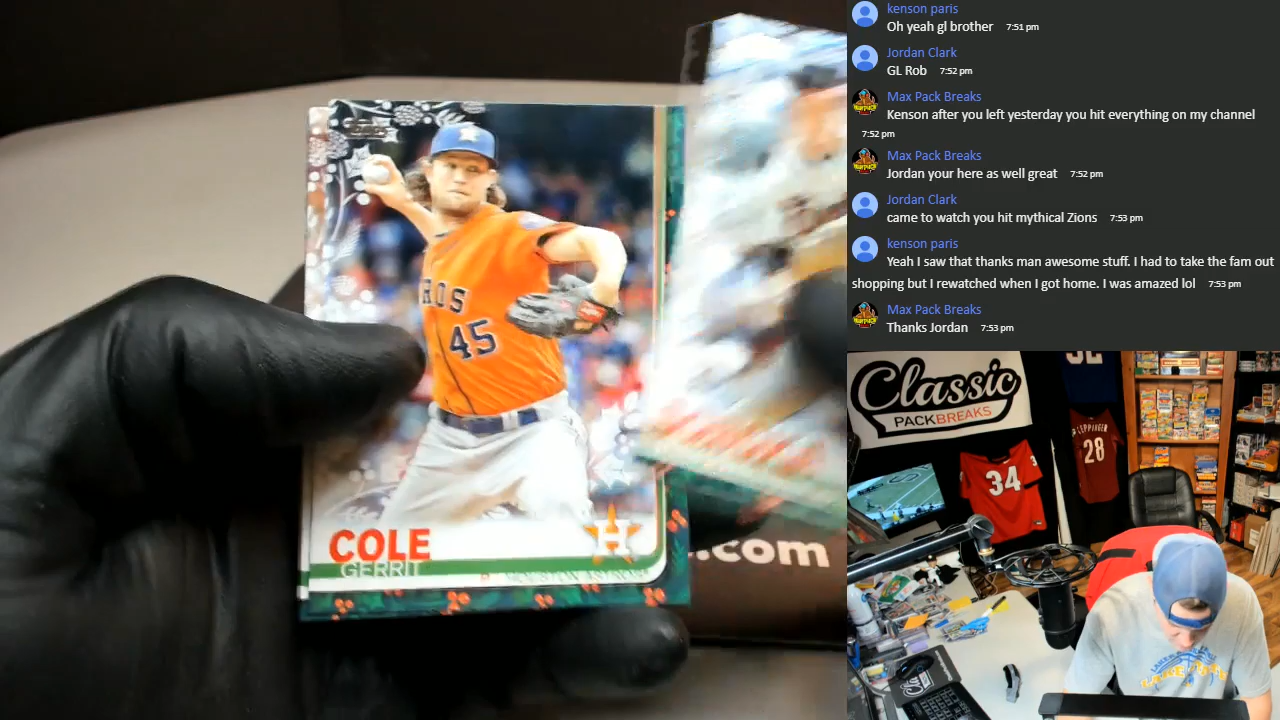 kenson paris
Oh yeah gl brother 7:51 pm
Jordan Clark
GL Rob 7:52 pm
Max Pack Breaks
Kenson after you left yesterday you hit everything on my channel
7:52 pm
Max Pack Breaks
Jordan your here as well great 7:52 pm
Jordan Clark
came to watch you hit mythical Zions 7:53 pm
kenson paris
Yeah I saw that thanks man awesome stuff. I had to take the fam out
shopping but I rewatched when I got home. I was amazed lol 7:53 pm
Max Pack Breaks
Thanks Jordan 7:53 pm
ROS
45
COLE
GERRIT
H
.com
Classic
PACKBREAKS
34
28